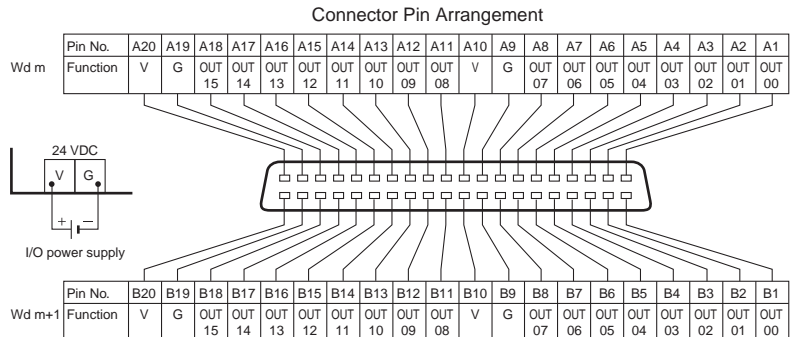 Connector Pin Arrangement
Pin No. A20 A19 A18 A17 A16 A15 A14 A13 A12 A11 A10 A9 A8 A7 A6 A5 A4 A3 A2 A1
Wd m Function V G OUT OUT OUT OUT OUT OUT OUT OUT V G OUT OUT OUT OUT OUT OUT OUT OUT
15 14 13 12 11 10 09 08 07 06 05 04 03 02 01 00
24 VDC
V G
+ −
I/O power supply
Pin No. B20 B19 B18 B17 B16 B15 B14 B13 B12 B11 B10 B9 B8 B7 B6 B5 B4 B3 B2 B1
Wd m+1 Function V G OUT OUT OUT OUT OUT OUT OUT OUT V G OUT OUT OUT OUT OUT OUT OUT OUT
15 14 13 12 11 10 09 08 07 06 05 04 03 02 01 00